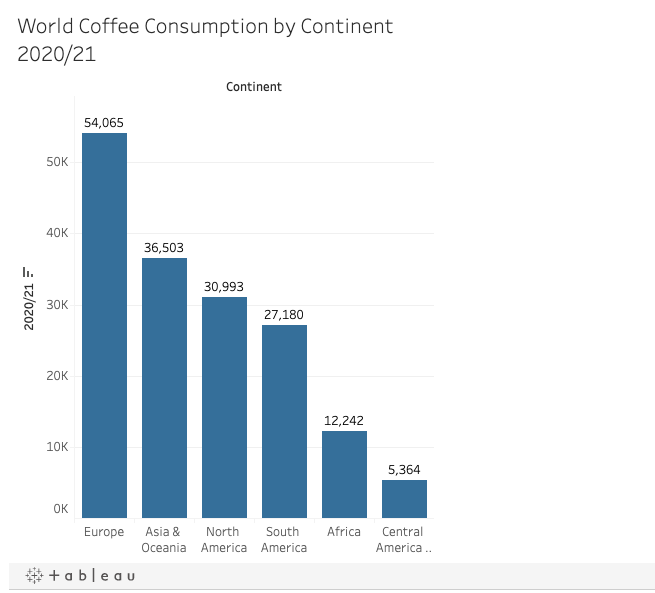 World Coffee Consumption by Continent
2020/21
Continent
54,065
50K
40K
36,503
30,993
30K
27,180
2020/21
20K
12,242
10K
5,364
0K
Europe
Asia &
Oceania
North
America
South
America
Africa
Central
America ..
+ableau